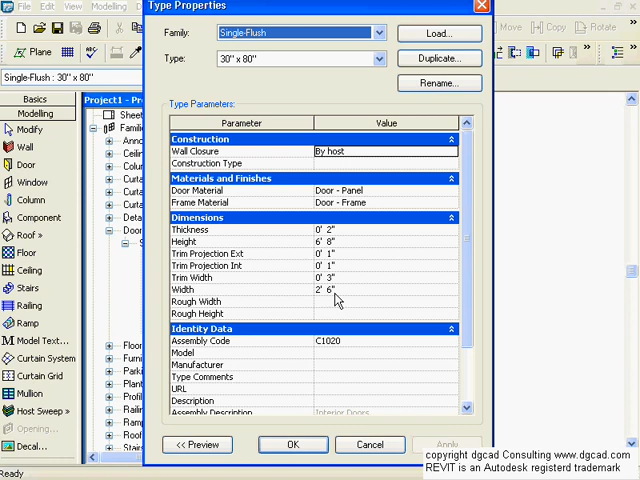 Type Properties
File
Edit
View
Modelling
Family:
Single-Flush
Load...
Type:
30" x 80"
Duplicate...
Rename...
Move
Copy
Rotate
Plane
Single-Flush : 30" x 80"
Basics
Modelling
Modify
Wall
Door
Window
Column
Component
Roof »
Floor
Ceiling
Stairs
Railing
Ramp
Model Text...
Curtain System
Curtain Grid
Mullion
Host Sweep »
Opening...
Decal...
Ready
Project1 - Pr
Sheet
Familie
Anno
Ceilin
Curta
Curta
Curta
Detai
Door
S
Floor
Furni
Parki
Plant
Profil
Railin
Ramp
Roof
Stairs
Type Parameters:
Parameter Value
Construction
Wall Closure By host
Construction Type
Materials and Finishes
Door Material Door - Panel
Frame Material Door - Frame
Dimensions
Thickness 0' 2"
Height 6' 8"
Trim Projection Ext 0' 1"
Trim Projection Int 0' 1"
Trim Width 0' 3"
Width 2' 6"
Rough Width
Rough Height
Identity Data
Assembly Code C1020
Model
Manufacturer
Type Comments
URL
Description
Assembly Description Interior Doors
<< Preview
OK
Cancel
Apply
copyright dgcad Consulting www.dgcad.com
REVIT is an Autodesk registerd trademark